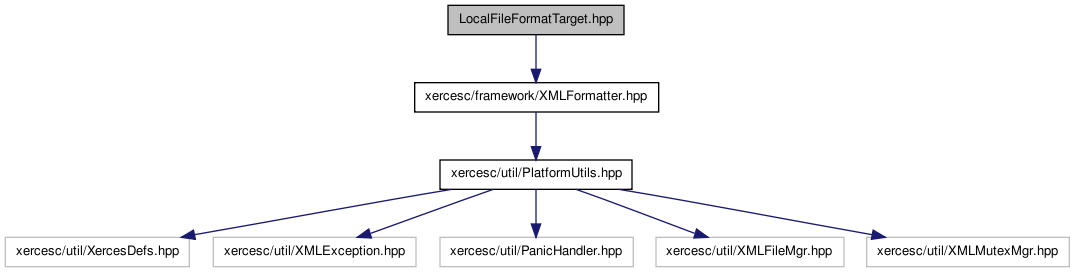 LocalFileFormatTarget.hpp
xercesc/framework/XMLFormatter.hpp
xercesc/util/PlatformUtils.hpp
xercesc/util/XercesDefs.hpp
xercesc/util/XMLException.hpp
xercesc/util/PanicHandler.hpp
xercesc/util/XMLFileMgr.hpp
xercesc/util/XMLMutexMgr.hpp